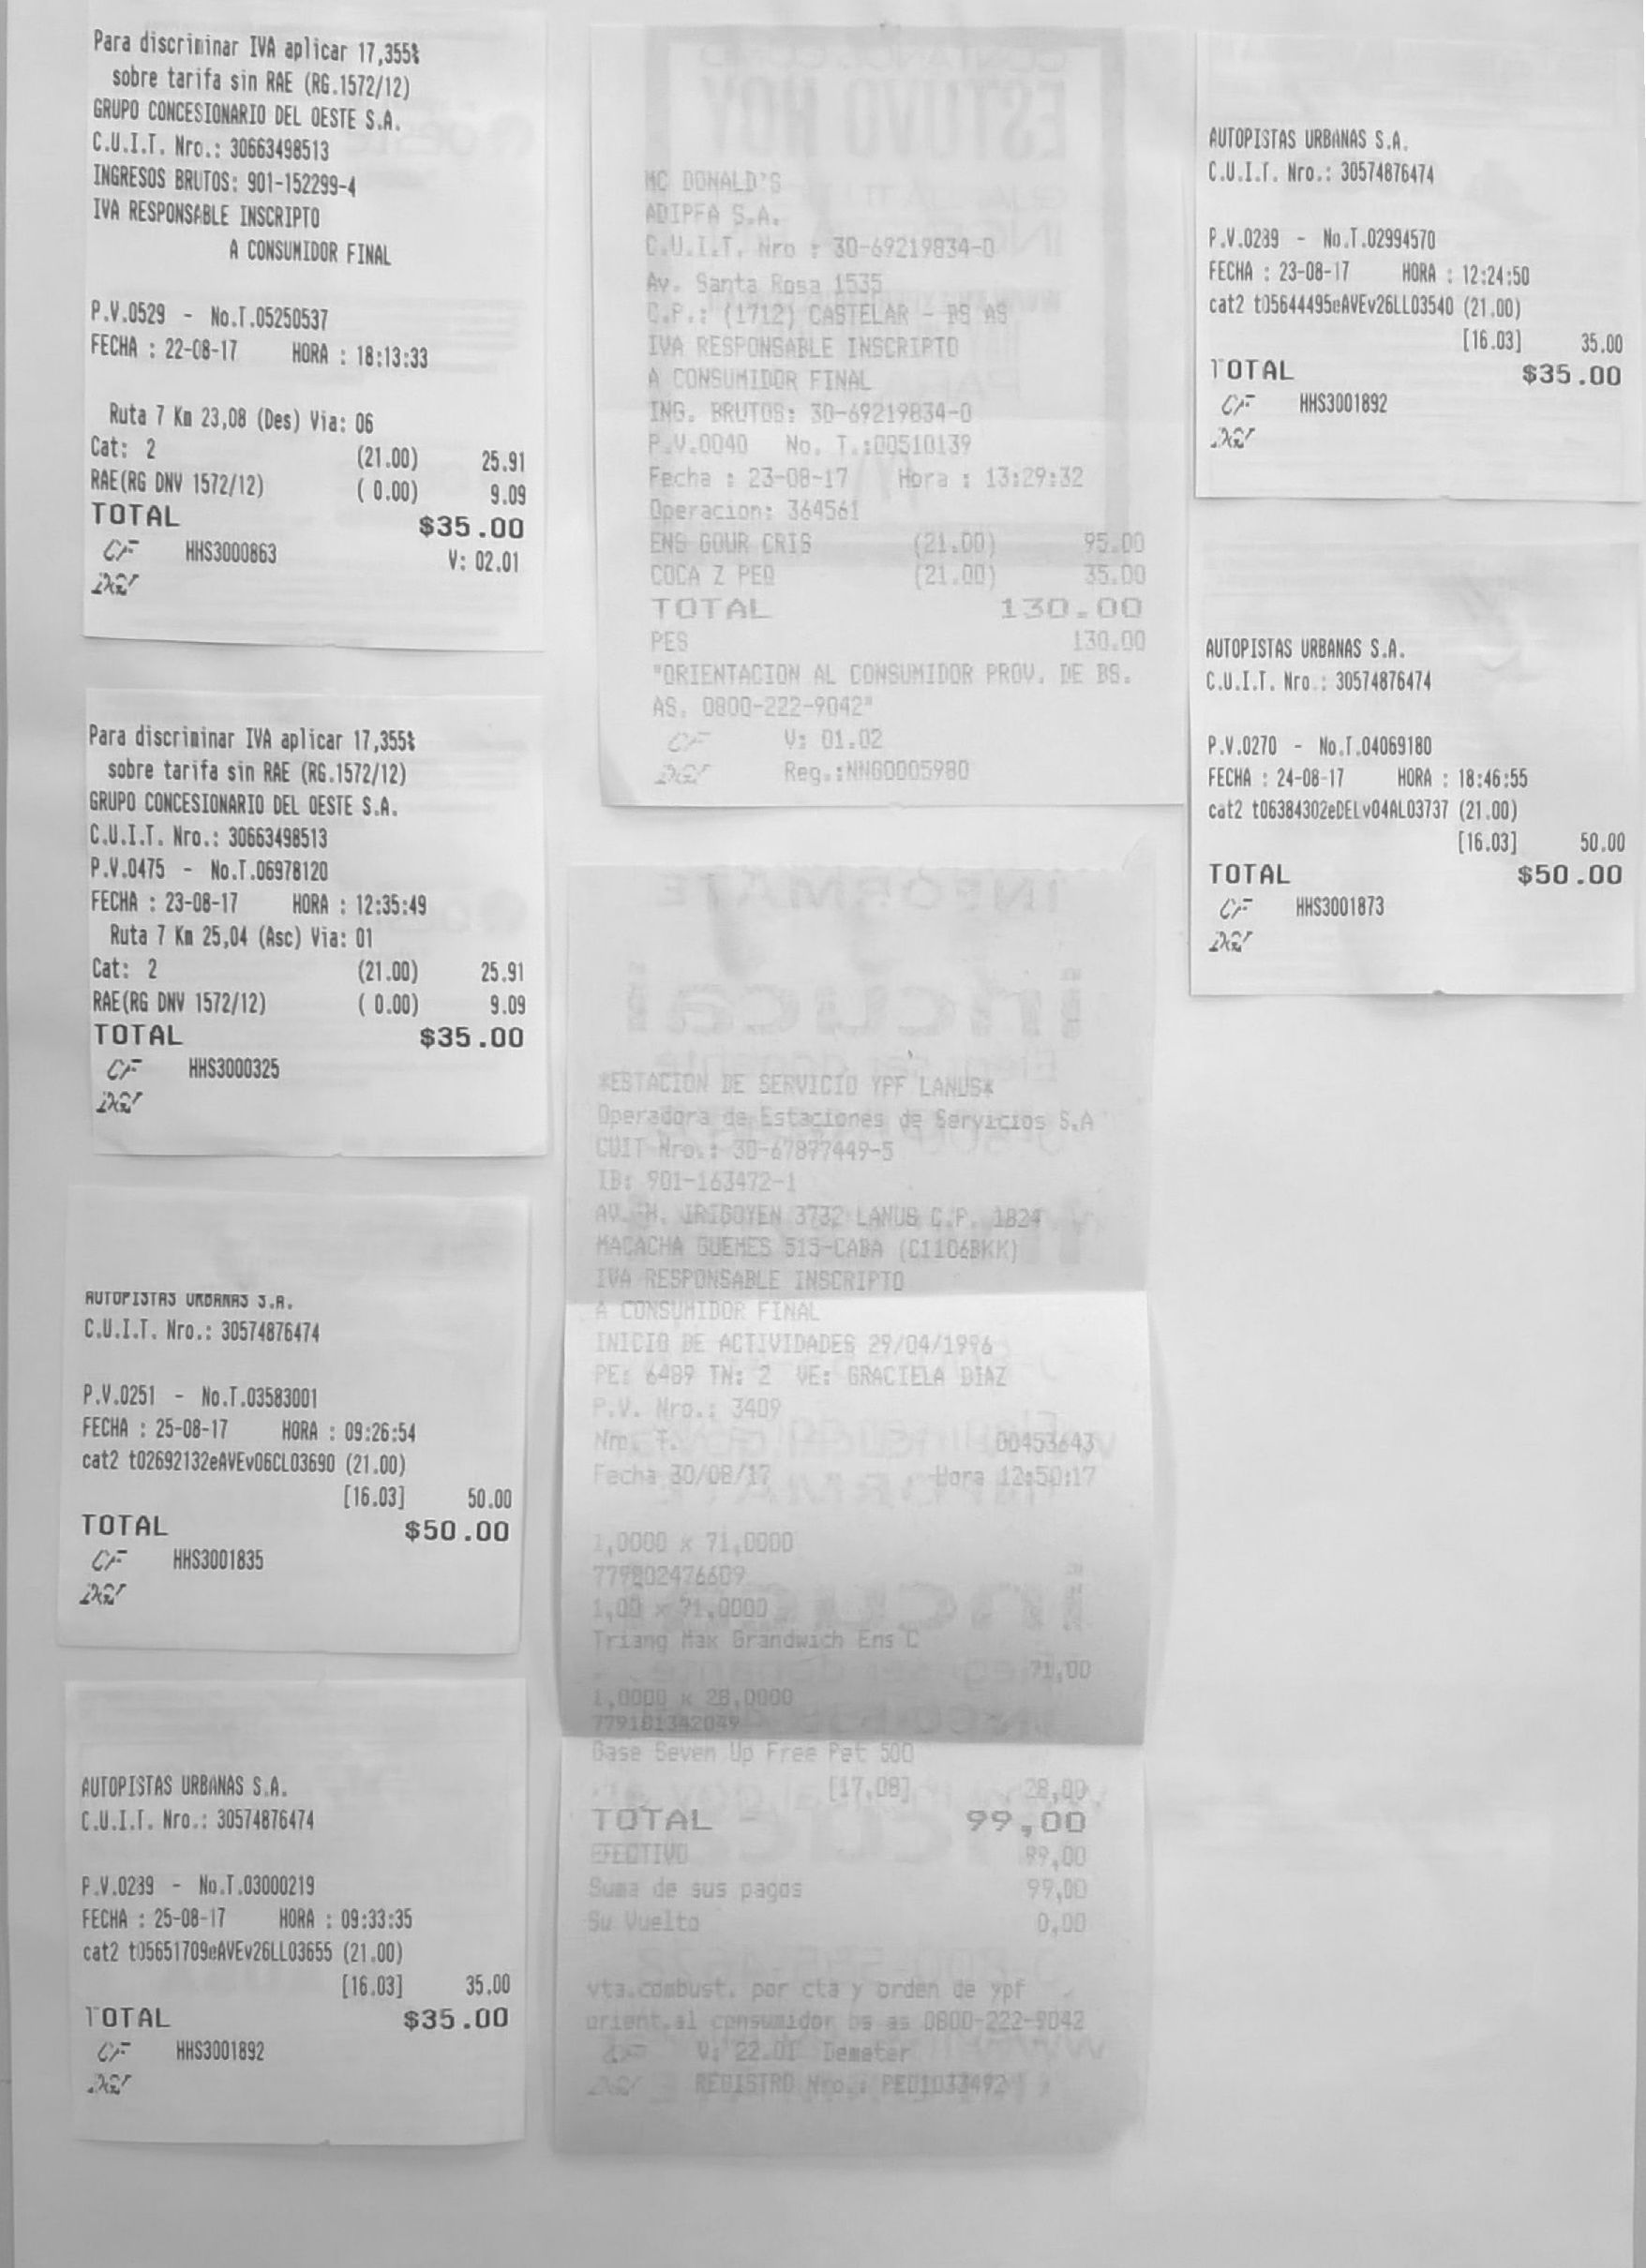 Para discriminar IVA aplicar 17,355%
sobre tarifa sin RAE (RG.1572/12)
GRUPO CONCESIONARIO DEL OESTE S.A.
C.U.I.T. Nro.: 30663498513
INGRESOS BRUTOS: 901-152299-4
IVA RESPONSABLE INSCRIPTO
A CONSUMIDOR FINAL
P.V.0529 - No.T.05250537
FECHA : 22-08-17 HORA : 18:13:33
Ruta 7 Km 23,08 (Des) Via: 06
Cat: 2 (21.00) 25.91
RAE(RG DNV 1572/12) ( 0.00) 9.09
TOTAL $35.00
CF HHS3000863 V: 02.01
DGI
Para discriminar IVA aplicar 17,355%
sobre tarifa sin RAE (RG.1572/12)
GRUPO CONCESIONARIO DEL OESTE S.A.
C.U.I.T. Nro.: 30663498513
P.V.0475 - No.T.06978120
FECHA : 23-08-17 HORA : 12:35:49
Ruta 7 Km 25,04 (Asc) Via: 01
Cat: 2 (21.00) 25.91
RAE(RG DNV 1572/12) ( 0.00) 9.09
TOTAL $35.00
CF HHS3000325
DGI
AUTOPISTAS URBANAS S.A.
C.U.I.T. Nro.: 30574876474
P.V.0251 - No.T.03583001
FECHA : 25-08-17 HORA : 09:26:54
cat2 t02692132eAVEv06CL03690 (21.00)
[16.03] 50.00
TOTAL $50.00
CF HHS3001835
DGI
AUTOPISTAS URBANAS S.A.
C.U.I.T. Nro.: 30574876474
P.V.0239 - No.T.03000219
FECHA : 25-08-17 HORA : 09:33:35
cat2 t05651709eAVEv26LL03655 (21.00)
[16.03] 35.00
TOTAL $35.00
CF HHS3001892
DGI
MC DONALD'S
ADIPFA S.A.
C.U.I.T. Nro : 30-69219834-0
Av. Santa Rosa 1535
C.P.: (1712) CASTELAR - BS AS
IVA RESPONSABLE INSCRIPTO
A CONSUMIDOR FINAL
ING. BRUTOS: 30-69219834-0
P.V.0040 No. T.:00510139
Fecha : 23-08-17 Hora : 13:29:32
Operacion: 364561
ENS GOUR CRIS (21.00) 95.00
COCA Z PEQ (21.00) 35.00
TOTAL 130.00
PES 130.00
"ORIENTACION AL CONSUMIDOR PROV. DE BS.
AS. 0800-222-9042"
CF V: 01.02
DGI Reg.:NNG0005980
*ESTACION DE SERVICIO YPF LANUS*
Operadora de Estaciones de Servicios S.A
CUIT Nro.: 30-67877449-5
IB: 901-163472-1
AV. H. IRIGOYEN 3732 LANUS C.P. 1824
MACACHA GUEMES 515-CABA (C1106BKK)
IVA RESPONSABLE INSCRIPTO
A CONSUMIDOR FINAL
INICIO DE ACTIVIDADES 29/04/1996
PE: 6489 TN: 2 VE: GRACIELA DIAZ
P.V. Nro.: 3409
Nro. T. 00453643
Fecha 30/08/17 Hora 12:50:17
1,0000 x 71,0000
779802476609
1,00 x 71,0000
Triang Max Grandwich Ens C
71,00
1,0000 x 28,0000
779181342049
Gase Seven Up Free Pet 500
[17,08] 28,00
TOTAL 99,00
EFECTIVO 99,00
Suma de sus pagos 99,00
Su Vuelto 0,00
vta.combust. por cta y orden de ypf
orient.al consumidor bs as 0800-222-9042
CF V: 22.01 Demeter
DGI REGISTRO Nro.: PEU1033492
AUTOPISTAS URBANAS S.A.
C.U.I.T. Nro.: 30574876474
P.V.0239 - No.T.02994570
FECHA : 23-08-17 HORA : 12:24:50
cat2 t05644495eAVEv26LL03540 (21.00)
[16.03] 35.00
TOTAL $35.00
CF HHS3001892
DGI
AUTOPISTAS URBANAS S.A.
C.U.I.T. Nro.: 30574876474
P.V.0270 - No.T.04069180
FECHA : 24-08-17 HORA : 18:46:55
cat2 t06384302eDELv04AL03737 (21.00)
[16.03] 50.00
TOTAL $50.00
CF HHS3001873
DGI